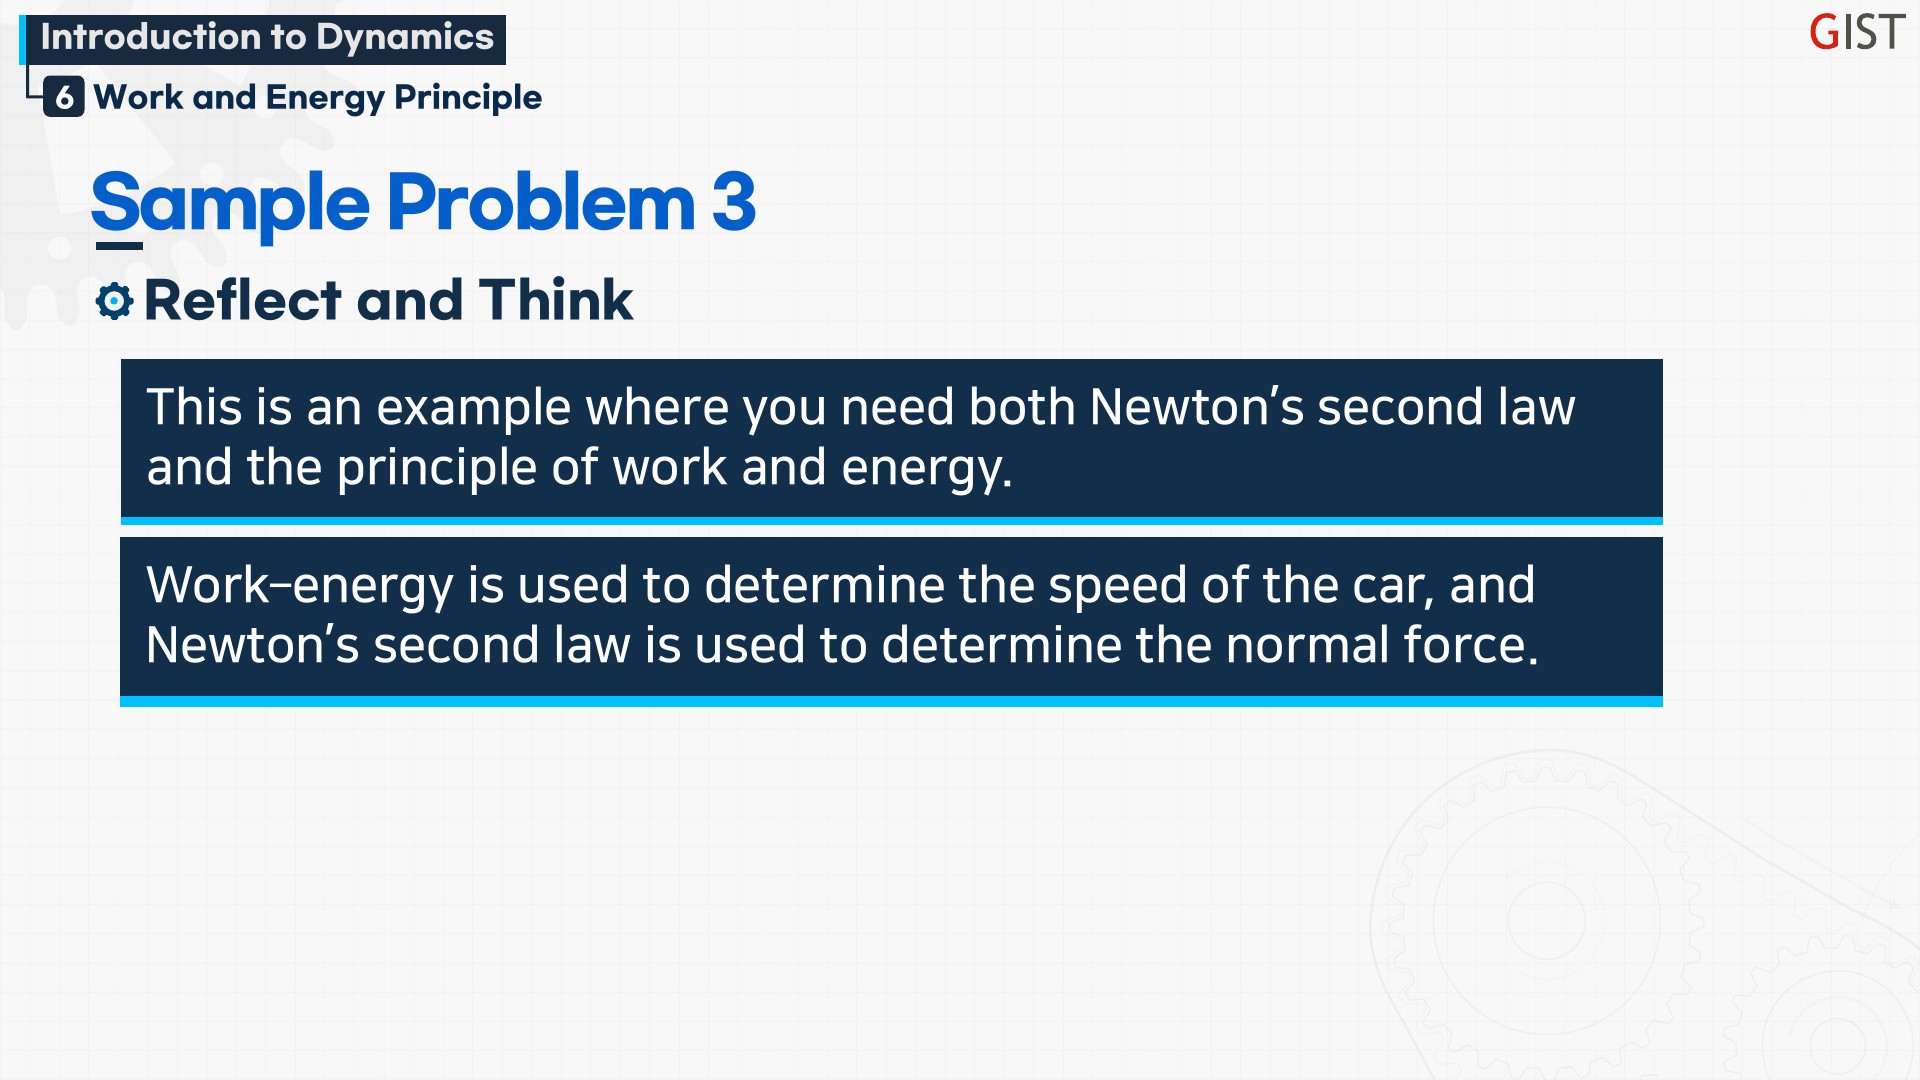 Introduction to Dynamics
GIST
6 Work and Energy Principle
Sample Problem 3
Reflect and Think
This is an example where you need both Newton's second law
and the principle of work and energy.
Work–energy is used to determine the speed of the car, and
Newton's second law is used to determine the normal force.